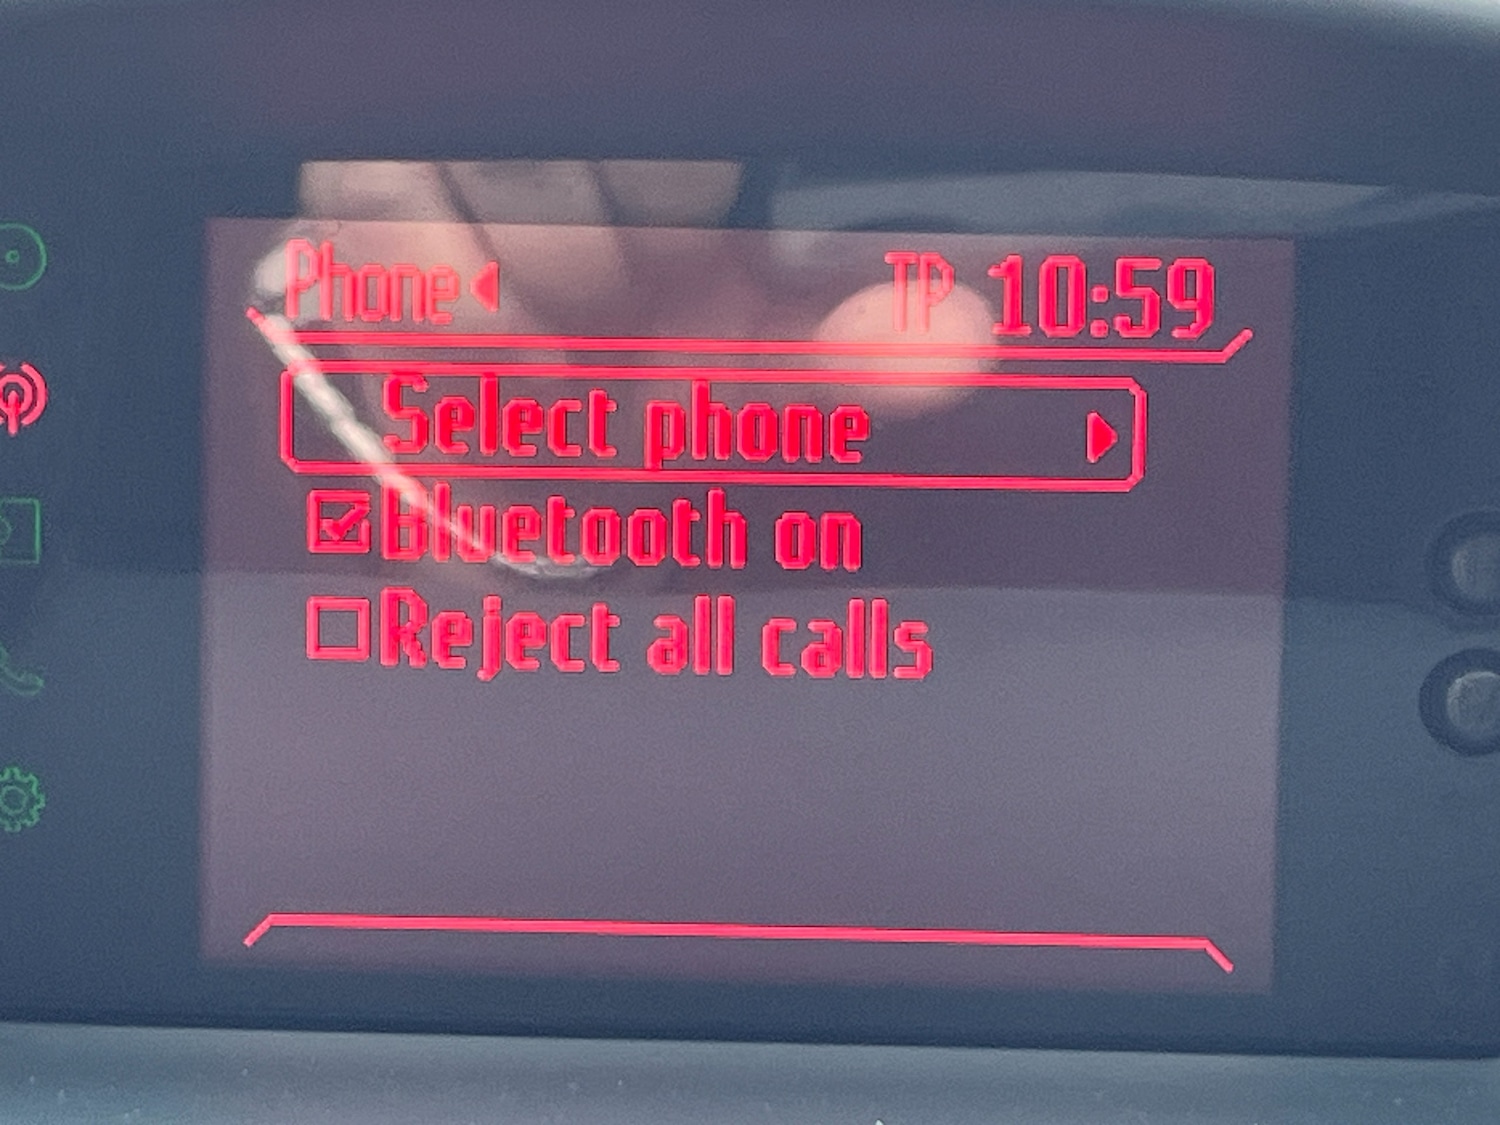 Phone
TP 10:59
Select phone
Bluetooth on
Reject all calls